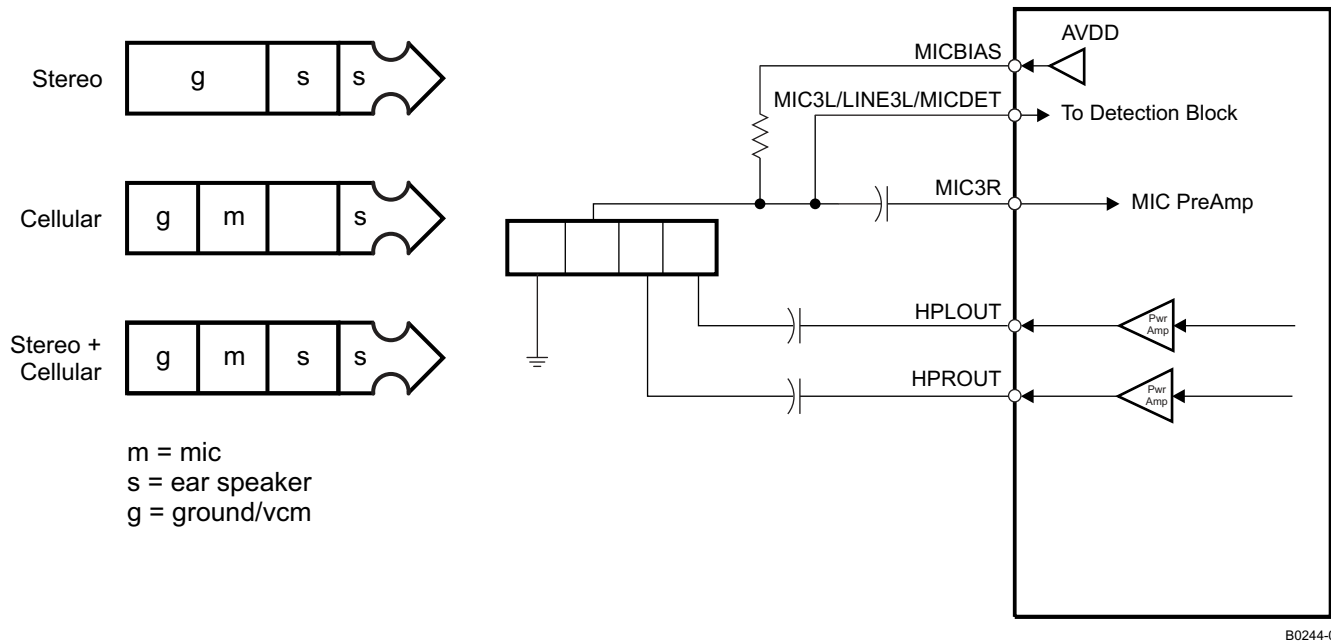 Stereo
g s s
Cellular
g m s
Stereo +
Cellular
g m s s
m = mic
s = ear speaker
g = ground/vcm
MICBIAS
AVDD
MIC3L/LINE3L/MICDET
To Detection Block
MIC3R
MIC PreAmp
HPLOUT
Pwr
Amp
HPROUT
Pwr
Amp